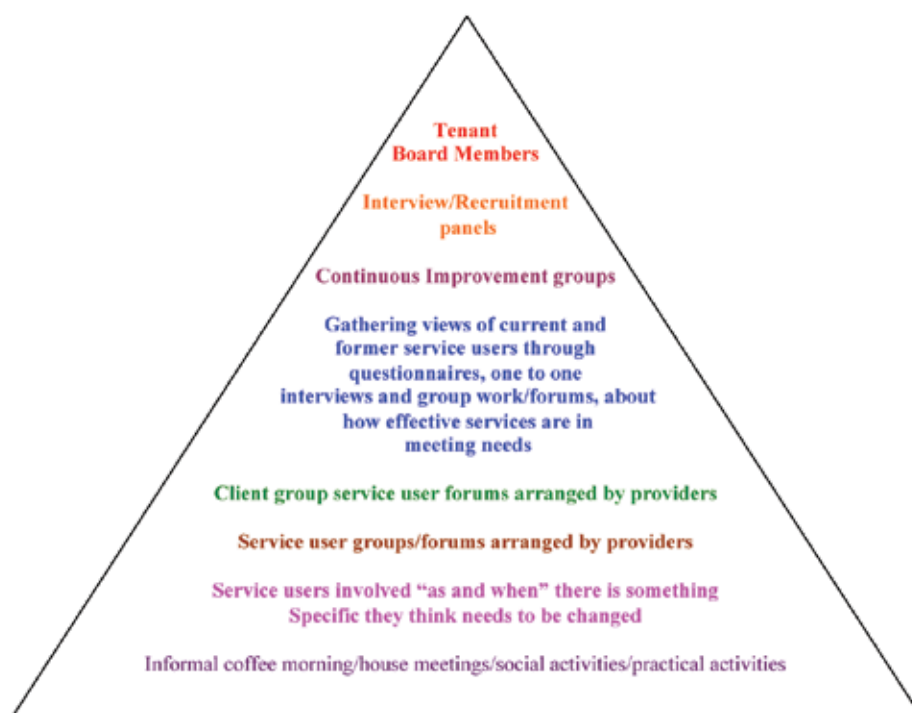 Tenant
Board Members
Interview/Recruitment
panels
Continuous Improvement groups
Gathering views of current and
former service users through
questionnaires, one to one
interviews and group work/forums, about
how effective services are in
meeting needs
Client group service user forums arranged by providers
Service user groups/forums arranged by providers
Service users involved “as and when” there is something
Specific they think needs to be changed
Informal coffee morning/house meetings/social activities/practical activities